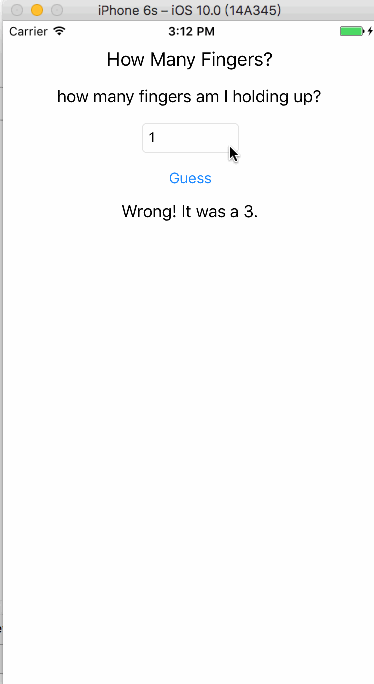 iPhone 6s – iOS 10.0 (14A345)
Carrier 3:12 PM
How Many Fingers?
how many fingers am I holding up?
1
Guess
Wrong! It was a 3.